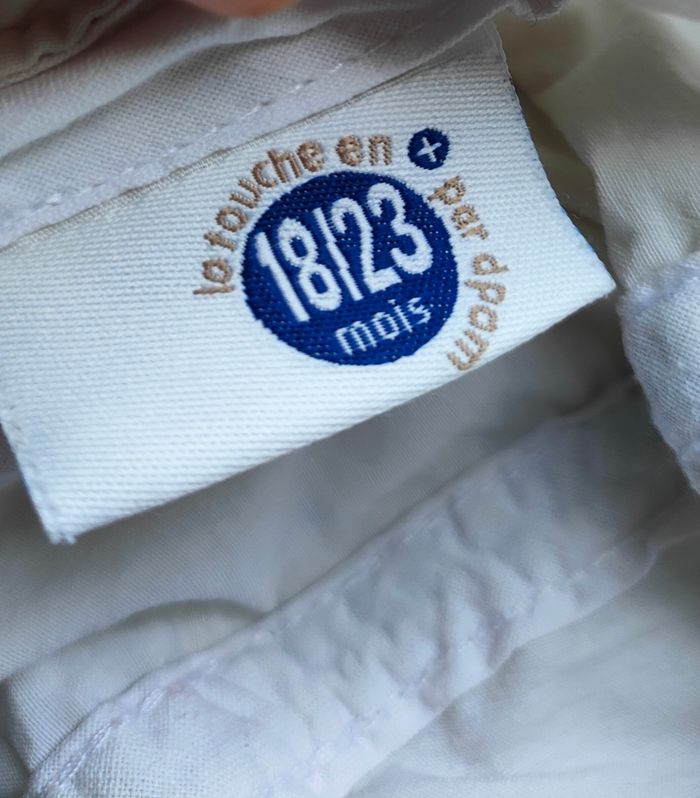 la touche en + par dpam
18/23
mois